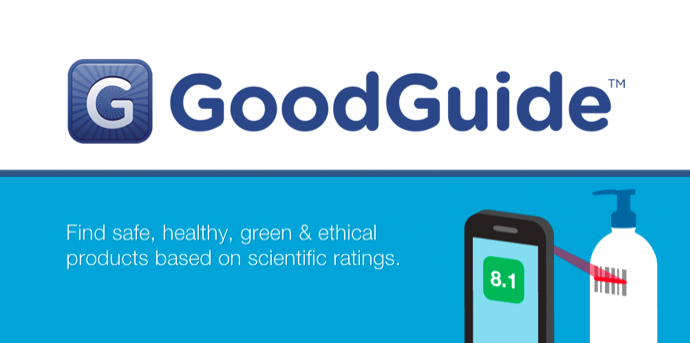 G GoodGuide™
Find safe, healthy, green & ethical
products based on scientific ratings.
8.1